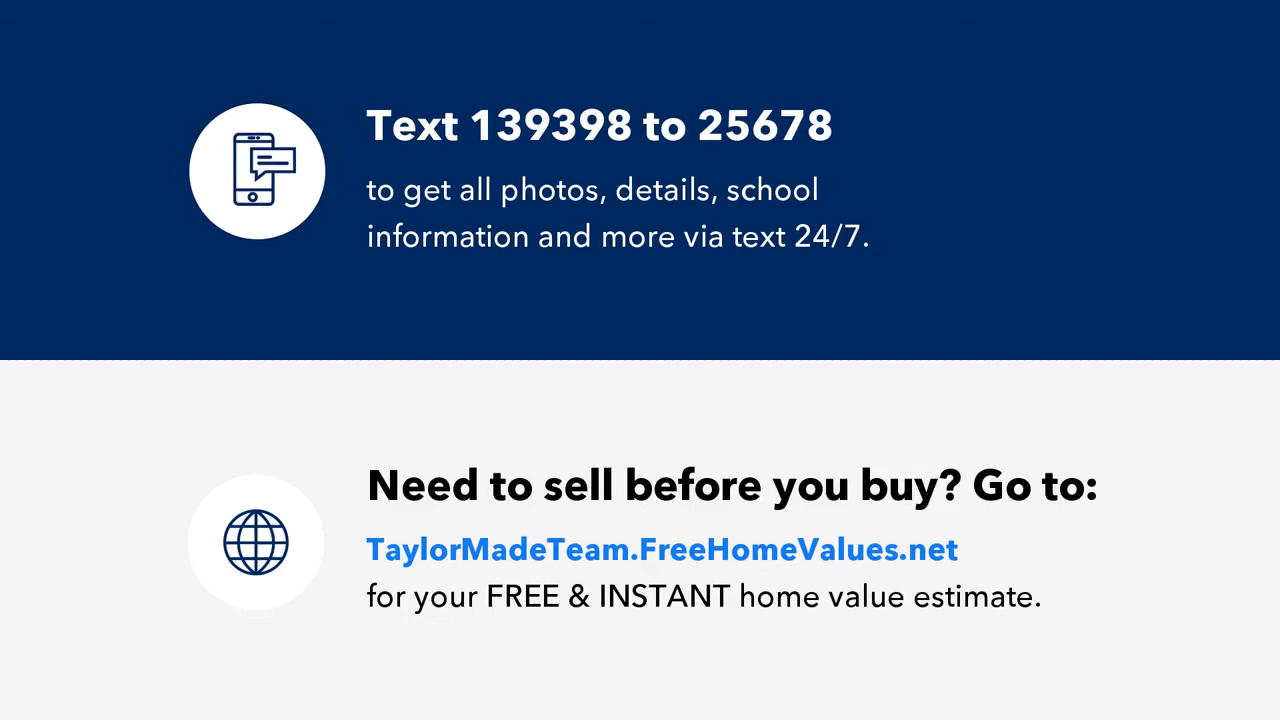 Text 139398 to 25678
to get all photos, details, school
information and more via text 24/7.
Need to sell before you buy? Go to:
TaylorMadeTeam.FreeHomeValues.net
for your FREE & INSTANT home value estimate.